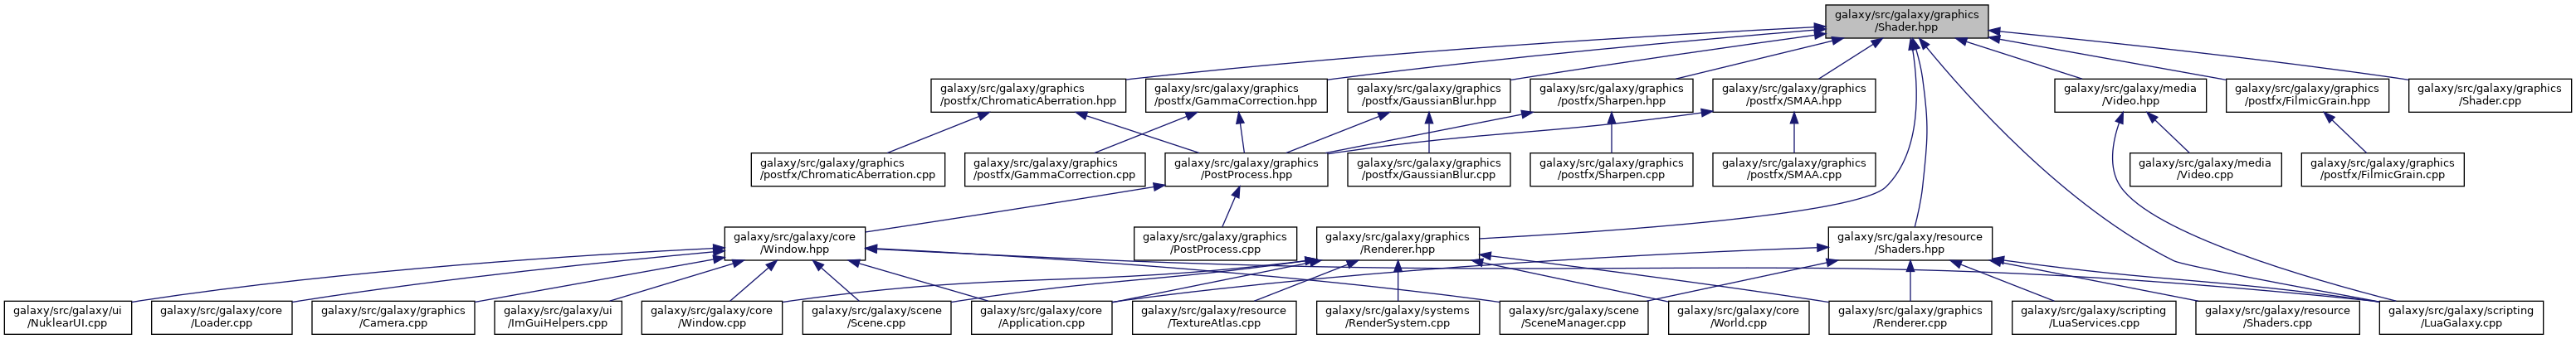 galaxy/src/galaxy/graphics
/Shader.hpp
galaxy/src/galaxy/graphics
/postfx/ChromaticAberration.hpp
galaxy/src/galaxy/graphics
/postfx/GammaCorrection.hpp
galaxy/src/galaxy/graphics
/postfx/GaussianBlur.hpp
galaxy/src/galaxy/graphics
/postfx/Sharpen.hpp
galaxy/src/galaxy/graphics
/postfx/SMAA.hpp
galaxy/src/galaxy/media
/Video.hpp
galaxy/src/galaxy/graphics
/postfx/FilmicGrain.hpp
galaxy/src/galaxy/graphics
/Shader.cpp
galaxy/src/galaxy/graphics
/postfx/ChromaticAberration.cpp
galaxy/src/galaxy/graphics
/postfx/GammaCorrection.cpp
galaxy/src/galaxy/graphics
/PostProcess.hpp
galaxy/src/galaxy/graphics
/postfx/GaussianBlur.cpp
galaxy/src/galaxy/graphics
/postfx/Sharpen.cpp
galaxy/src/galaxy/graphics
/postfx/SMAA.cpp
galaxy/src/galaxy/media
/Video.cpp
galaxy/src/galaxy/graphics
/postfx/FilmicGrain.cpp
galaxy/src/galaxy/core
/Window.hpp
galaxy/src/galaxy/graphics
/PostProcess.cpp
galaxy/src/galaxy/graphics
/Renderer.hpp
galaxy/src/galaxy/resource
/Shaders.hpp
galaxy/src/galaxy/ui
/NuklearUI.cpp
galaxy/src/galaxy/core
/Loader.cpp
galaxy/src/galaxy/graphics
/Camera.cpp
galaxy/src/galaxy/ui
/ImGuiHelpers.cpp
galaxy/src/galaxy/core
/Window.cpp
galaxy/src/galaxy/scene
/Scene.cpp
galaxy/src/galaxy/core
/Application.cpp
galaxy/src/galaxy/resource
/TextureAtlas.cpp
galaxy/src/galaxy/systems
/RenderSystem.cpp
galaxy/src/galaxy/scene
/SceneManager.cpp
galaxy/src/galaxy/core
/World.cpp
galaxy/src/galaxy/graphics
/Renderer.cpp
galaxy/src/galaxy/scripting
/LuaServices.cpp
galaxy/src/galaxy/resource
/Shaders.cpp
galaxy/src/galaxy/scripting
/LuaGalaxy.cpp